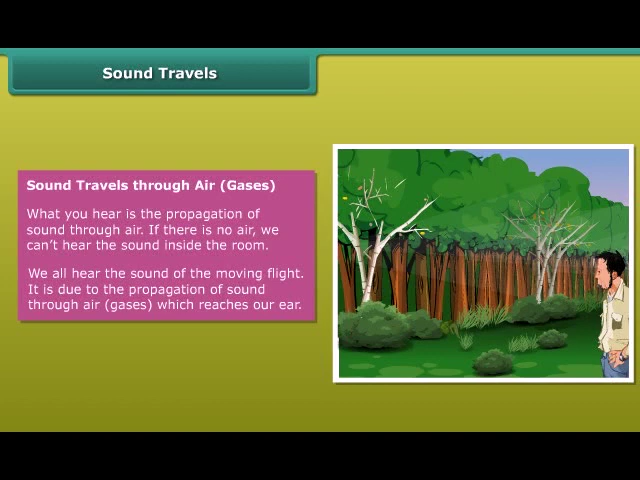 Sound Travels
Sound Travels through Air (Gases)
What you hear is the propagation of
sound through air. If there is no air, we
can't hear the sound inside the room.
We all hear the sound of the moving flight.
It is due to the propagation of sound
through air (gases) which reaches our ear.